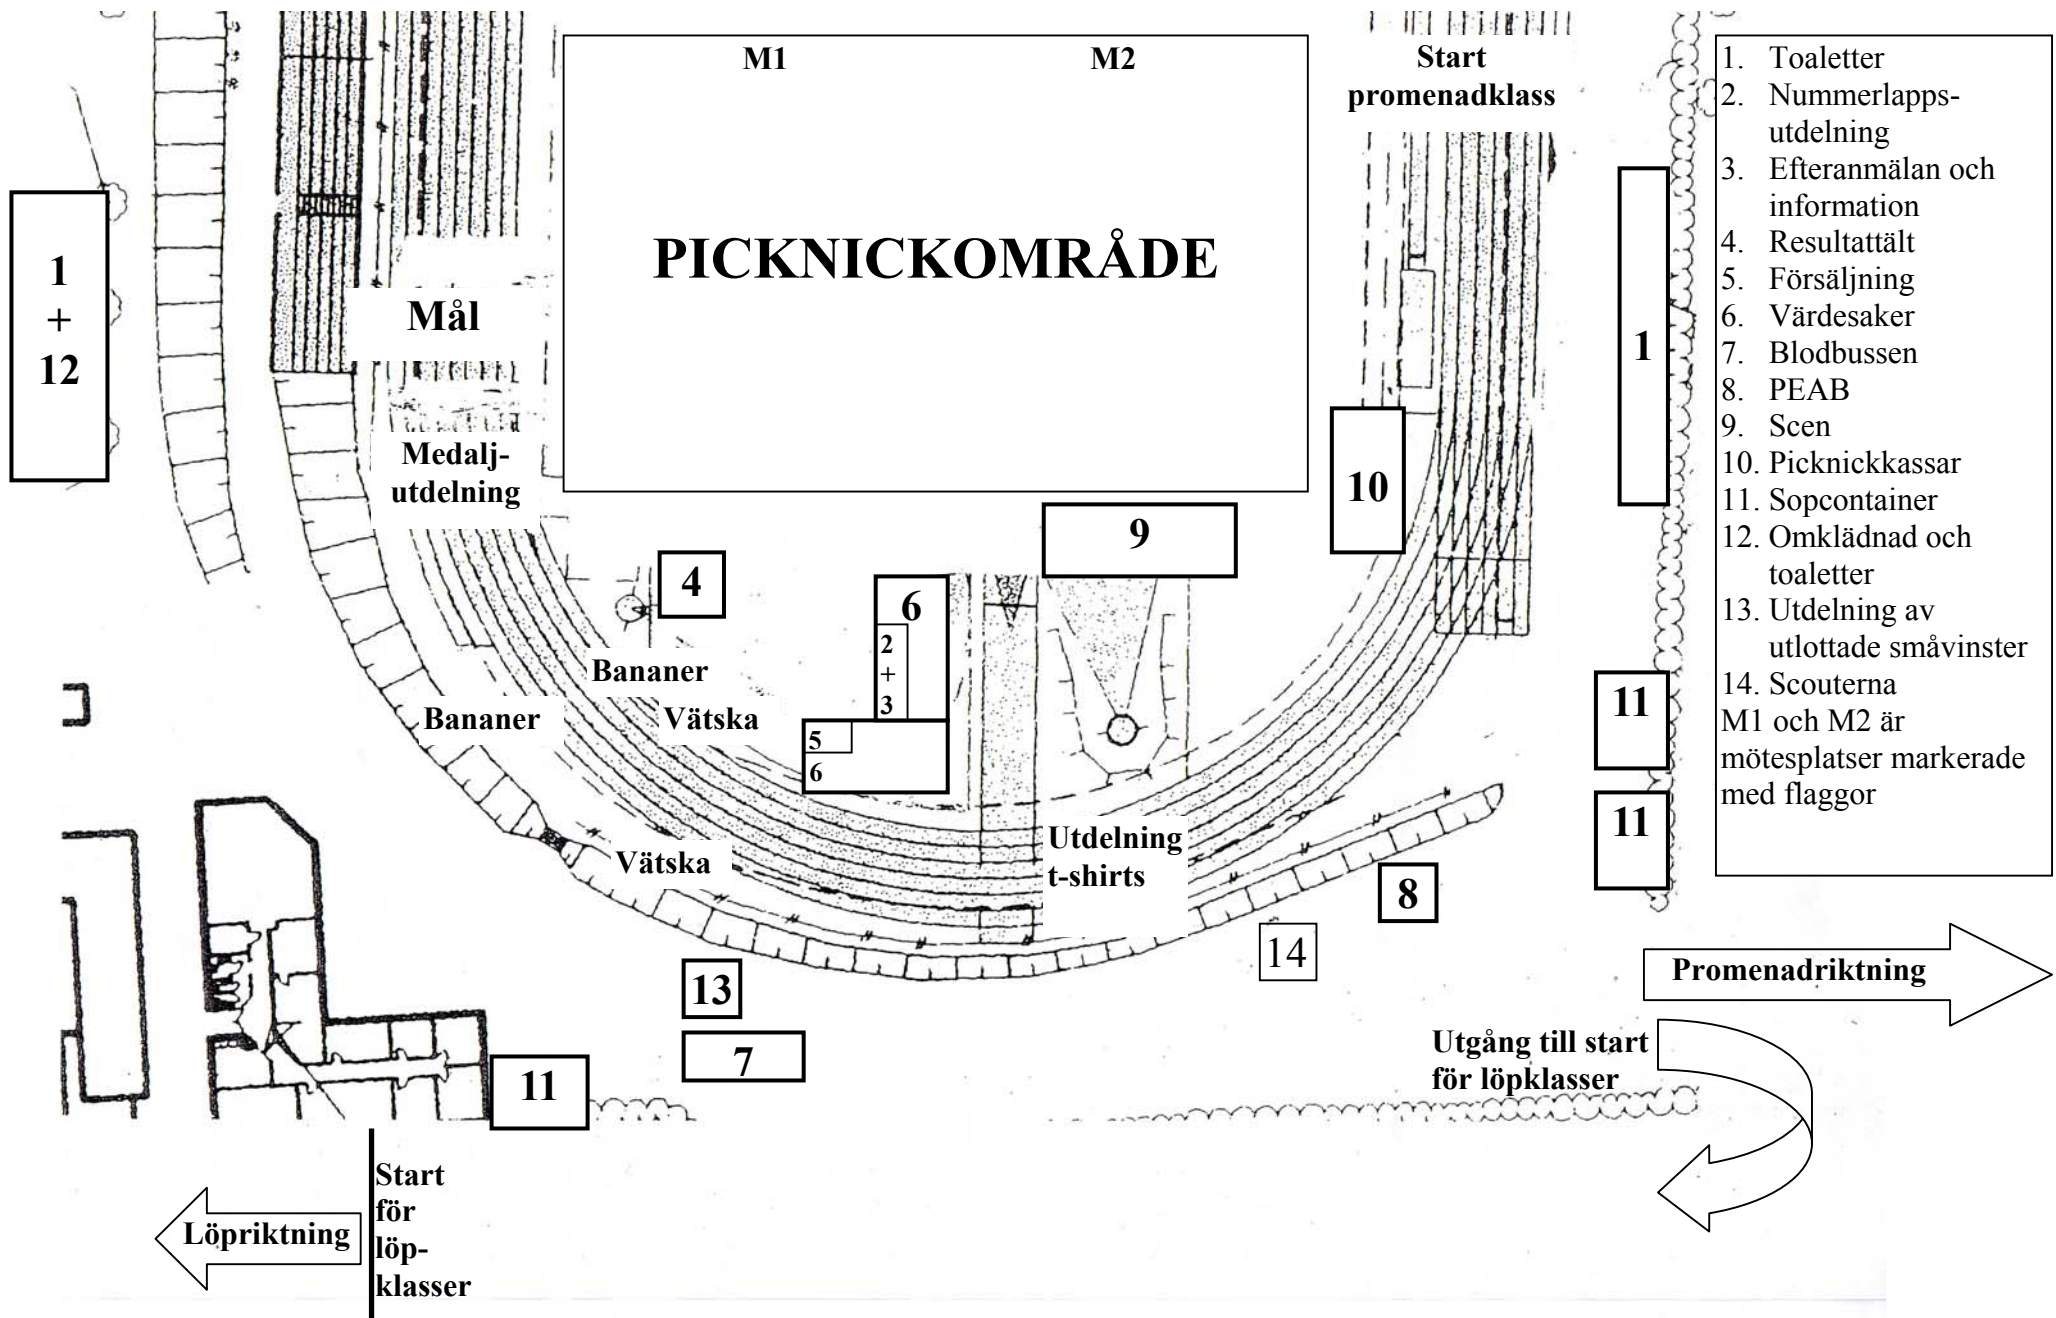 M1
M2
Start
promenadklass
PICKNICKOMRÅDE
1
+
12
Mål
Medalj-
utdelning
1
10
9
4
6
2
+
3
5
6
Bananer
Bananer
Vätska
Vätska
Utdelning
t-shirts
11
11
8
14
13
7
11
Promenadriktning
Utgång till start
för löpklasser
Start
för
löp-
klasser
Löpriktning
1. Toaletter
2. Nummerlapps-
utdelning
3. Efteranmälan och
information
4. Resultattält
5. Försäljning
6. Värdesaker
7. Blodbussen
8. PEAB
9. Scen
10. Picknickkassar
11. Sopcontainer
12. Omklädnad och
toaletter
13. Utdelning av
utlottade småvinster
14. Scouterna
M1 och M2 är
mötesplatser markerade
med flaggor